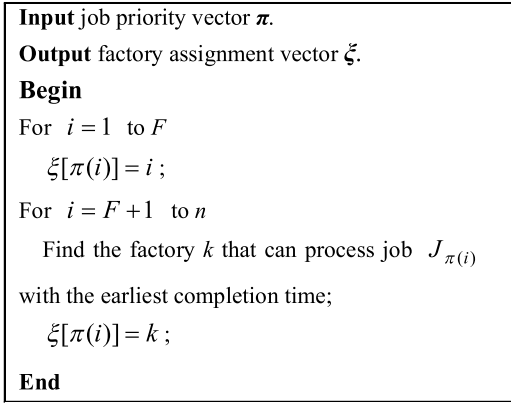 Input job priority vector π.
Output factory assignment vector ξ.
Begin
For i = 1 to F
ξ[π(i)] = i ;
For i = F + 1 to n
Find the factory k that can process job J_{π(i)}
with the earliest completion time;
ξ[π(i)] = k ;
End